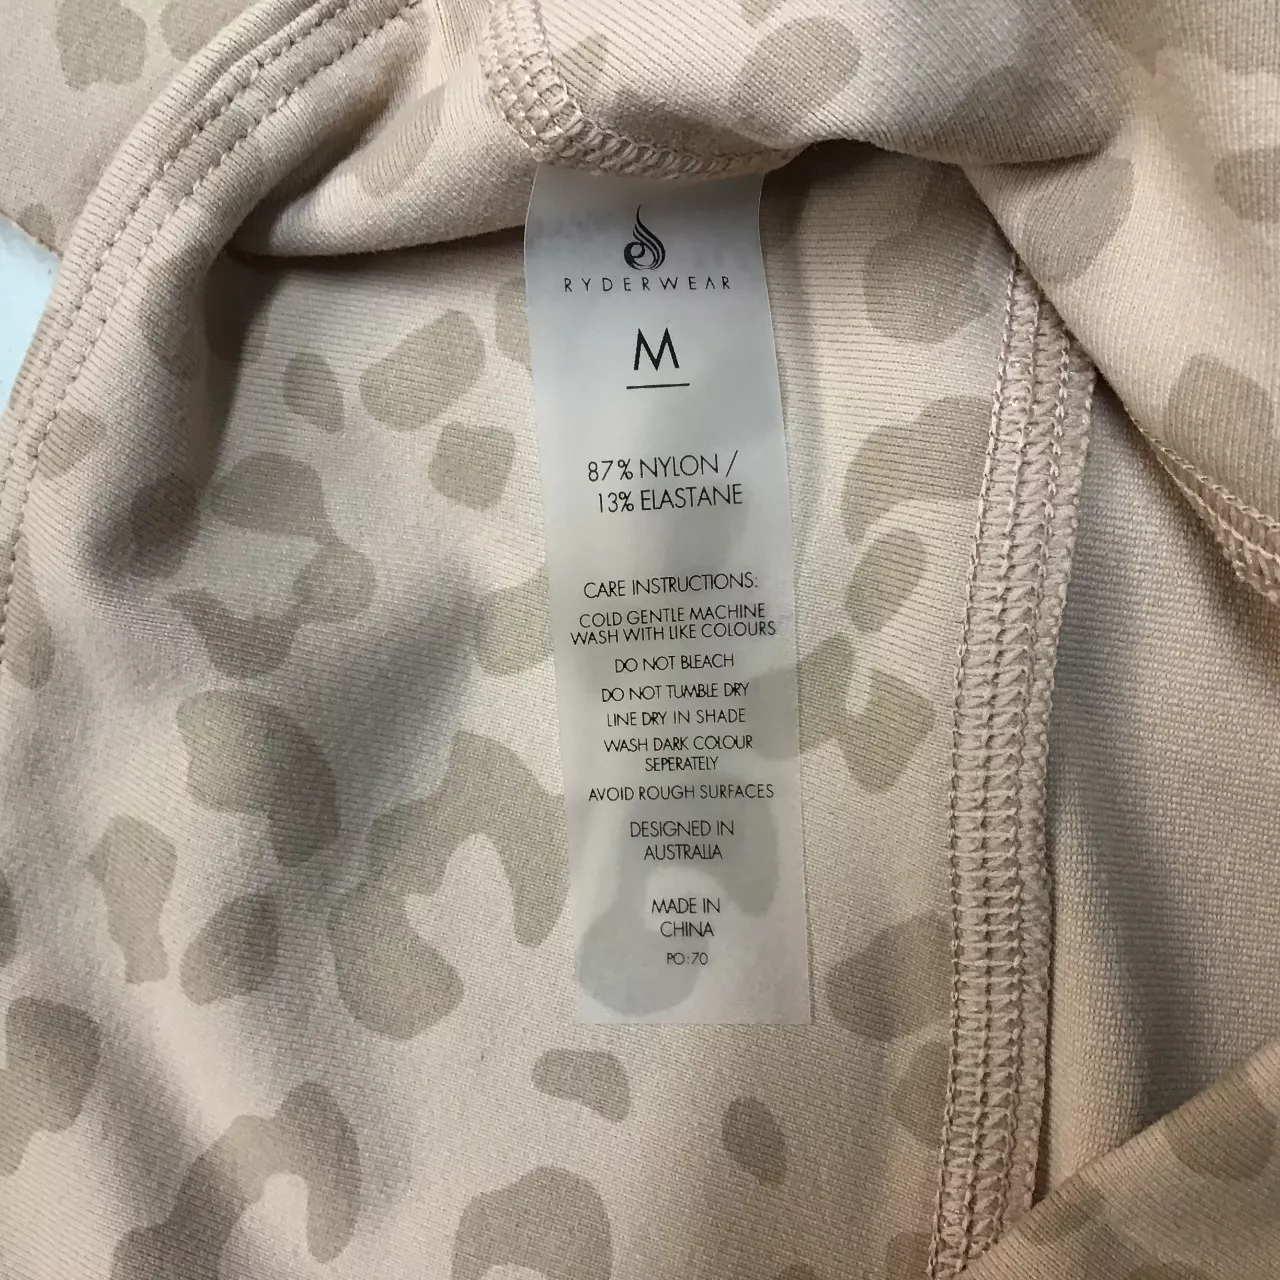 RYDERWEAR
M
87% NYLON /
13% ELASTANE
CARE INSTRUCTIONS:
COLD GENTLE MACHINE
WASH WITH LIKE COLOURS
DO NOT BLEACH
DO NOT TUMBLE DRY
LINE DRY IN SHADE
WASH DARK COLOUR
SEPERATELY
AVOID ROUGH SURFACES
DESIGNED IN
AUSTRALIA
MADE IN
CHINA
PO:70